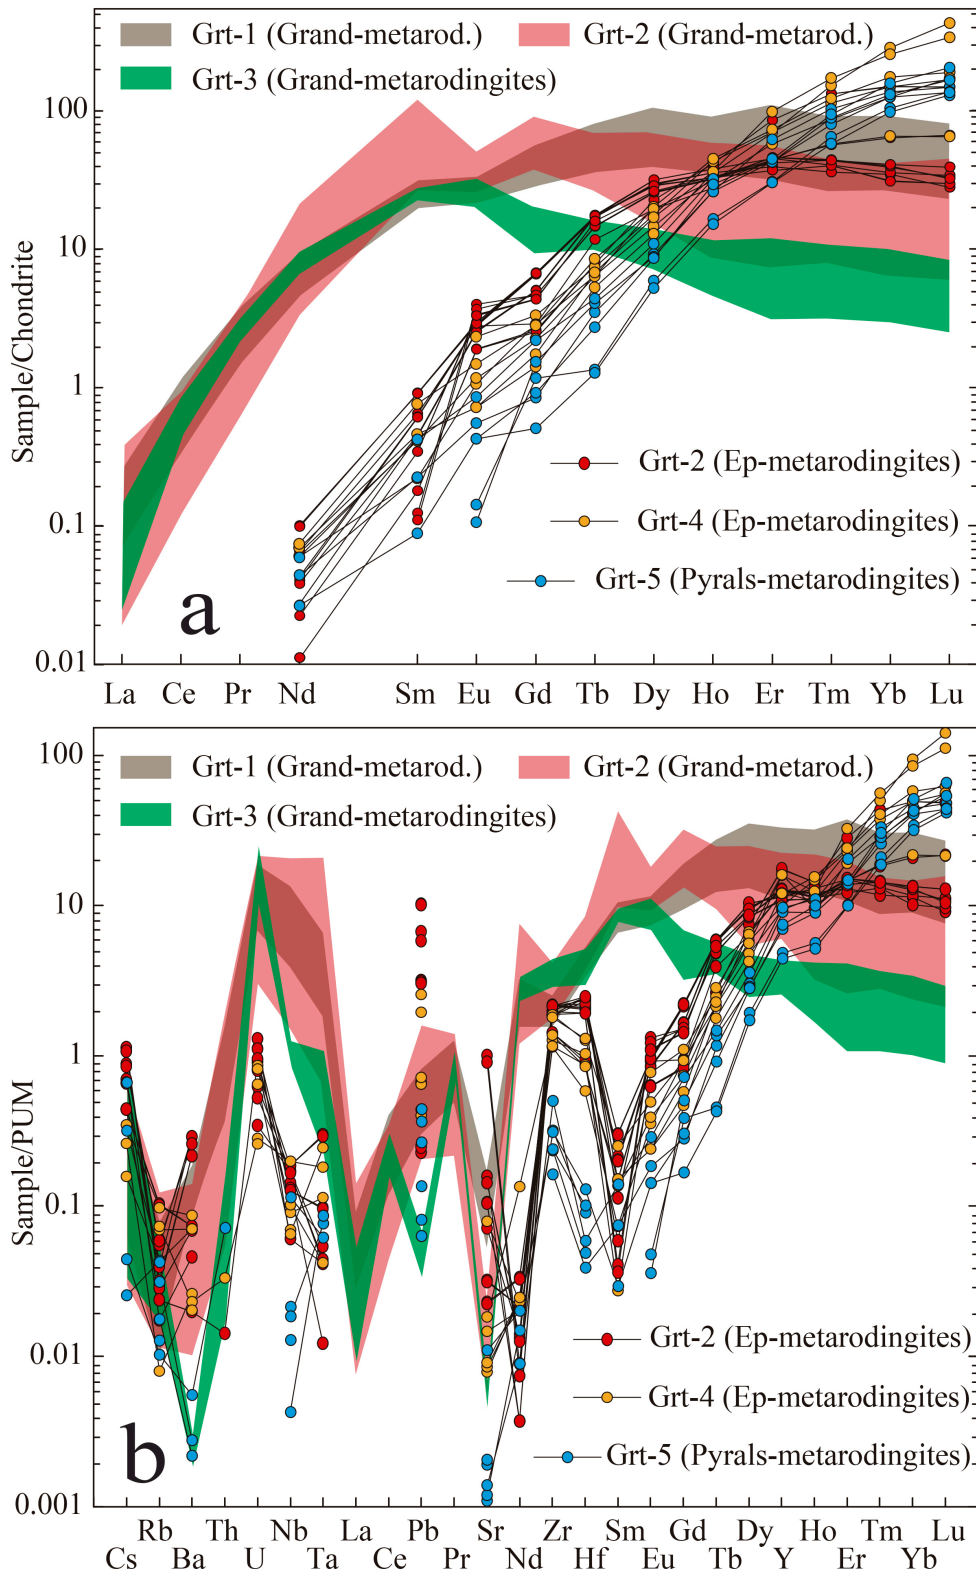 Grt-1 (Grand-metarod.) Grt-2 (Grand-metarod.)
Grt-3 (Grand-metarodingites)
100
10
1
0.1
0.01
Sample/Chondrite
Grt-2 (Ep-metarodingites)
Grt-4 (Ep-metarodingites)
Grt-5 (Pyrals-metarodingites)
a
La Ce Pr Nd Sm Eu Gd Tb Dy Ho Er Tm Yb Lu
Grt-1 (Grand-metarod.) Grt-2 (Grand-metarod.)
Grt-3 (Grand-metarodingites)
100
10
1
0.1
0.01
0.001
Sample/PUM
Grt-2 (Ep-metarodingites)
Grt-4 (Ep-metarodingites)
Grt-5 (Pyrals-metarodingites)
b
Rb Th Nb La Pb Sr Zr Sm Gd Dy Ho Tm Lu
Cs Ba U Ta Ce Pr Nd Hf Eu Tb Y Er Yb